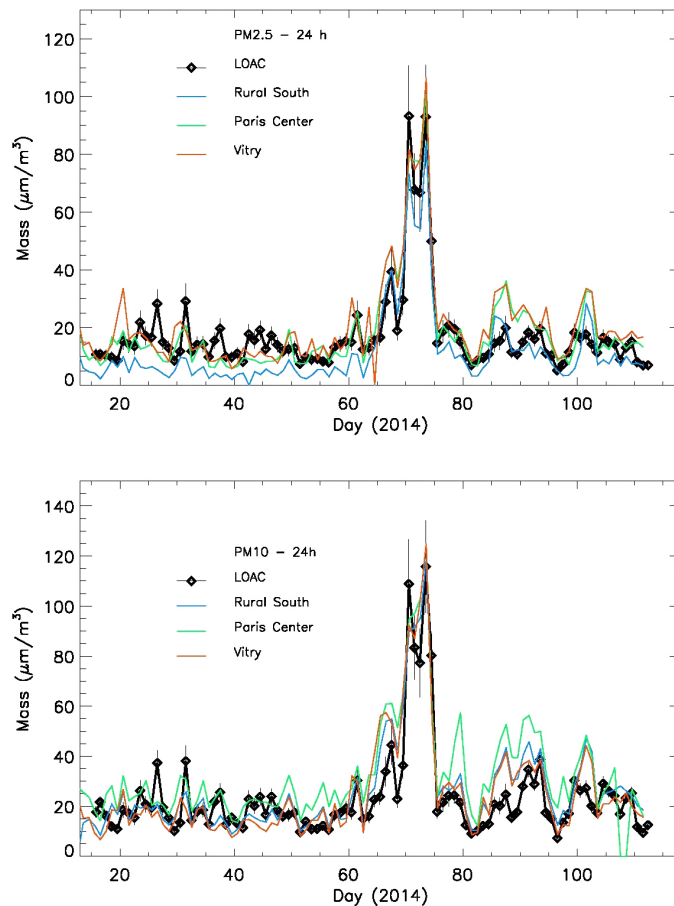 PM2.5 – 24 h
LOAC
Rural South
Paris Center
Vitry
120
100
80
60
40
20
0
Mass (μm/m³)
20 40 60 80 100
Day (2014)
PM10 – 24h
LOAC
Rural South
Paris Center
Vitry
140
120
100
80
60
40
20
0
Mass (μm/m³)
20 40 60 80 100
Day (2014)